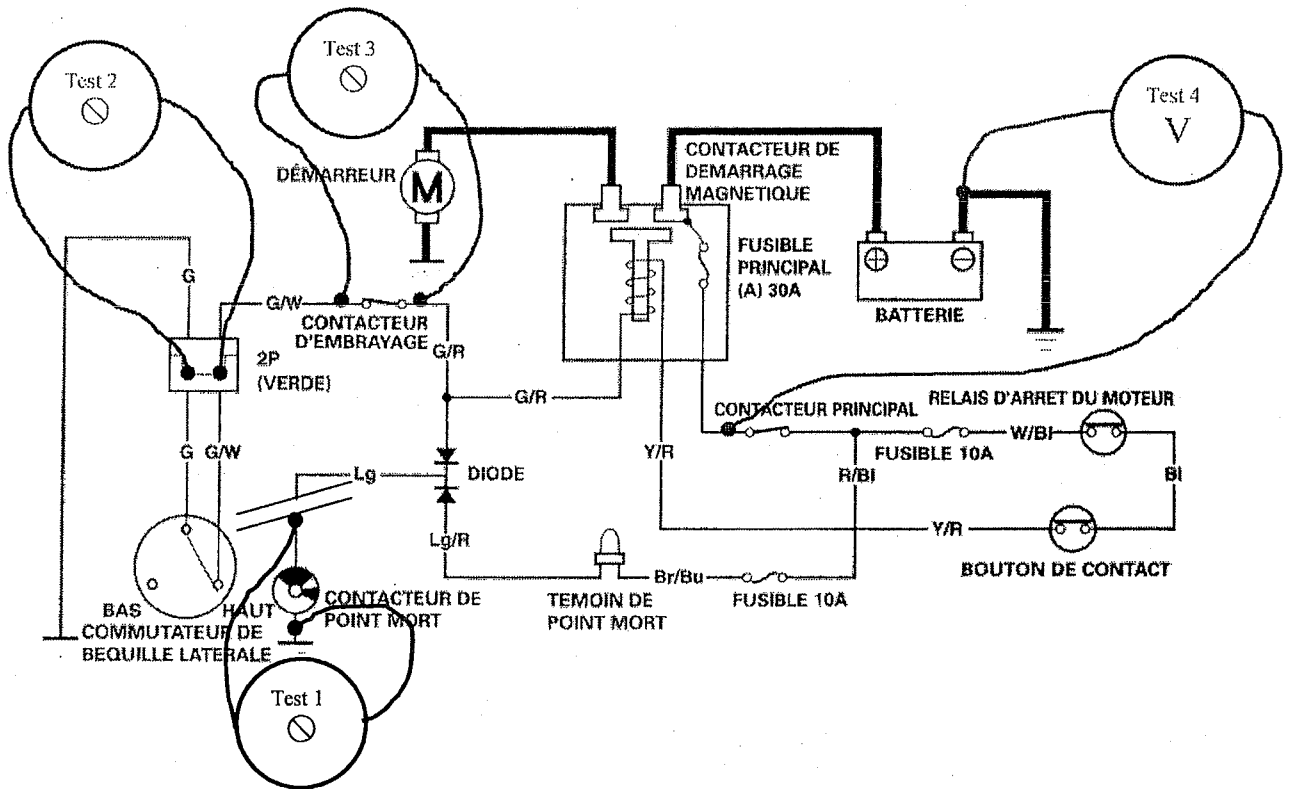 Test 2
Test 3
Test 4
V
DÉMARREUR
M
CONTACTEUR DE
DEMARRAGE
MAGNETIQUE
FUSIBLE
PRINCIPAL
(A) 30A
BATTERIE
G
G/W
CONTACTEUR
D'EMBRAYAGE
2P
(VERDE)
G/R
G/R
CONTACTEUR PRINCIPAL
RELAIS D'ARRET DU MOTEUR
FUSIBLE 10A
W/Bl
G
G/W
Lg
DIODE
Y/R
R/Bl
Bl
Lg/R
Y/R
BOUTON DE CONTACT
Br/Bu
FUSIBLE 10A
TEMOIN DE
POINT MORT
BAS
HAUT
COMMUTATEUR DE
BEQUILLE LATERALE
CONTACTEUR DE
POINT MORT
Test 1